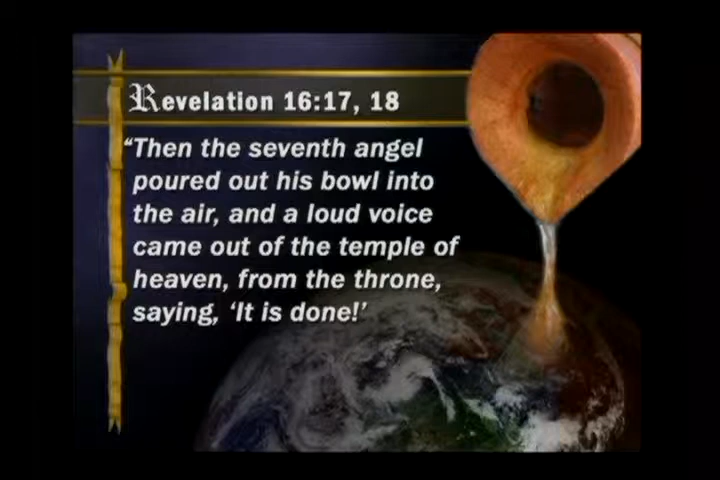 Revelation 16:17, 18
“Then the seventh angel
poured out his bowl into
the air, and a loud voice
came out of the temple of
heaven, from the throne,
saying, ‘It is done!’